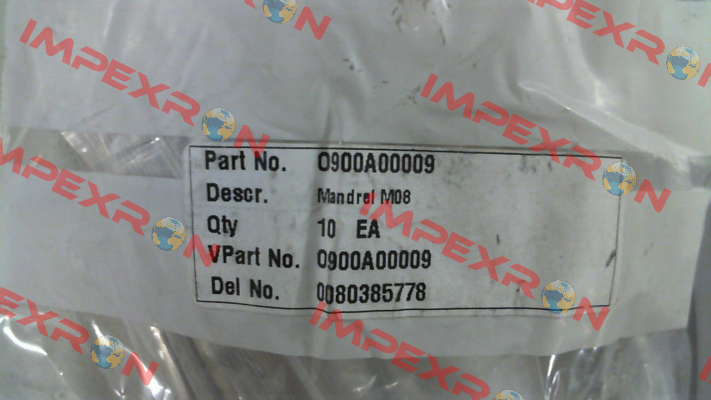 IMPEXRON
IMPEXRON
IMPEXRON
IMPEXRON
Part No. 0900A00009
Descr. Mandrel M08
Qty 10 EA
VPart No. 0900A00009
Del No. 0080385778
IMPEXRON
IMPEXRON
IMPEXRON
IMPEXRON